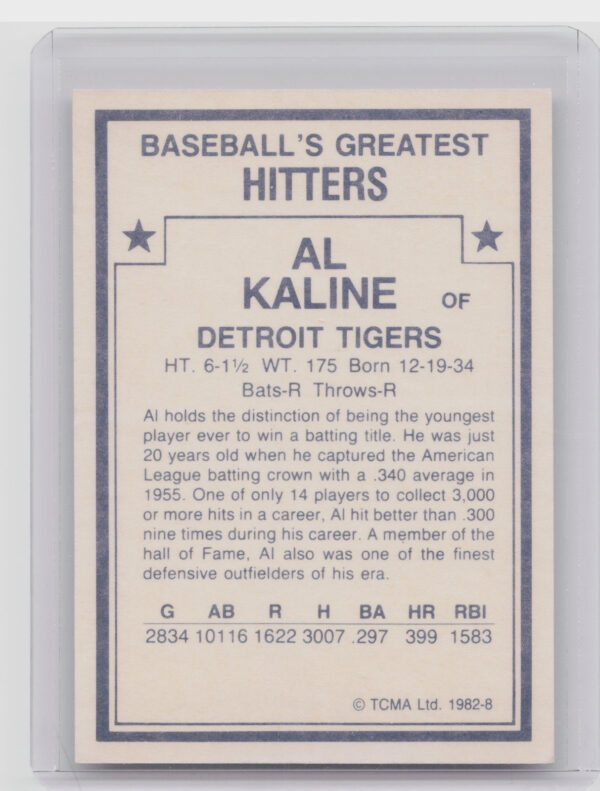 BASEBALL'S GREATEST
HITTERS
AL
KALINE OF
DETROIT TIGERS
HT. 6-1½ WT. 175 Born 12-19-34
Bats-R Throws-R
Al holds the distinction of being the youngest
player ever to win a batting title. He was just
20 years old when he captured the American
League batting crown with a .340 average in
1955. One of only 14 players to collect 3,000
or more hits in a career, Al hit better than .300
nine times during his career. A member of the
hall of Fame, Al also was one of the finest
defensive outfielders of his era.
G AB R H BA HR RBI
2834 10116 1622 3007 .297 399 1583
© TCMA Ltd. 1982-8